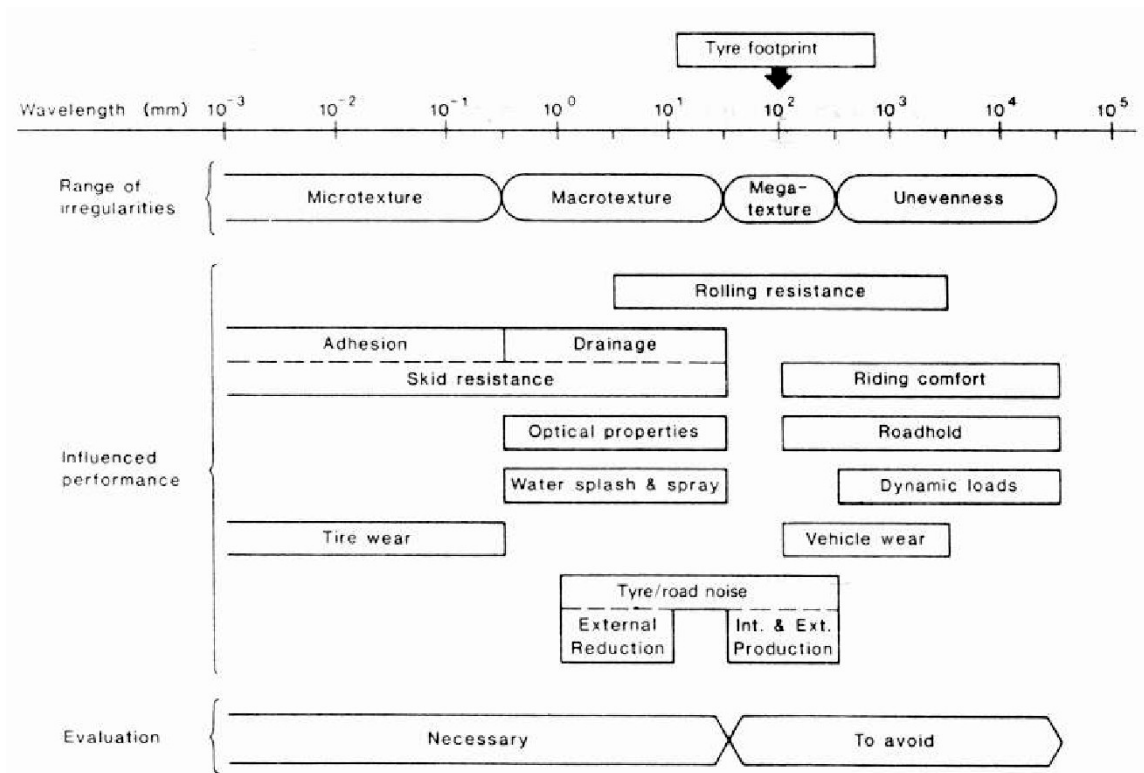 Tyre footprint
Wavelength (mm) 10⁻³ 10⁻² 10⁻¹ 10⁰ 10¹ 10² 10³ 10⁴ 10⁵
Range of
irregularities
Microtexture
Macrotexture
Mega-
texture
Unevenness
Influenced
performance
Rolling resistance
Adhesion
Drainage
Skid resistance
Riding comfort
Optical properties
Roadhold
Water splash & spray
Dynamic loads
Tire wear
Vehicle wear
Tyre/road noise
External
Reduction
Int. & Ext.
Production
Evaluation
Necessary
To avoid